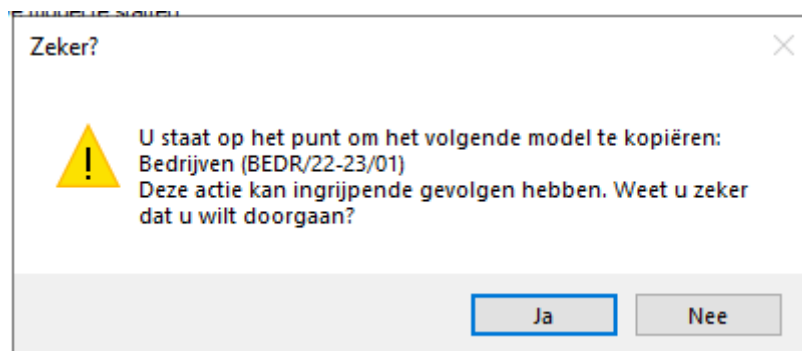 Zeker?
U staat op het punt om het volgende model te kopiëren:
Bedrijven (BEDR/22-23/01)
Deze actie kan ingrijpende gevolgen hebben. Weet u zeker
dat u wilt doorgaan?
Ja
Nee